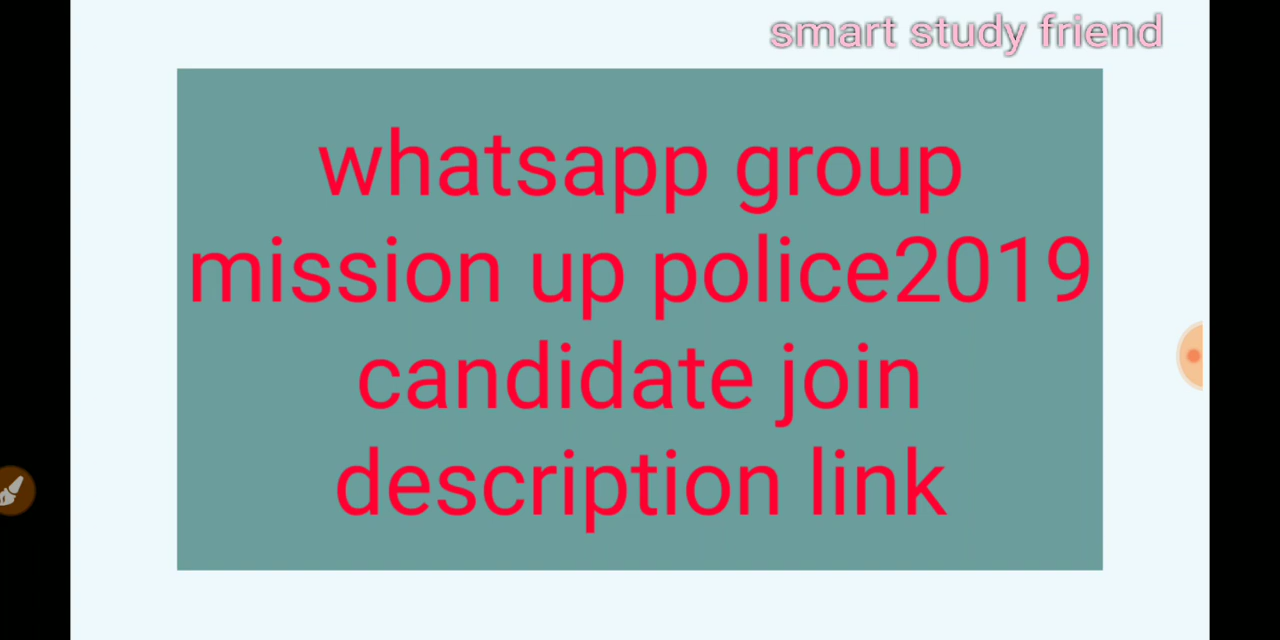 smart study friend
whatsapp group
mission up police2019
candidate join
description link